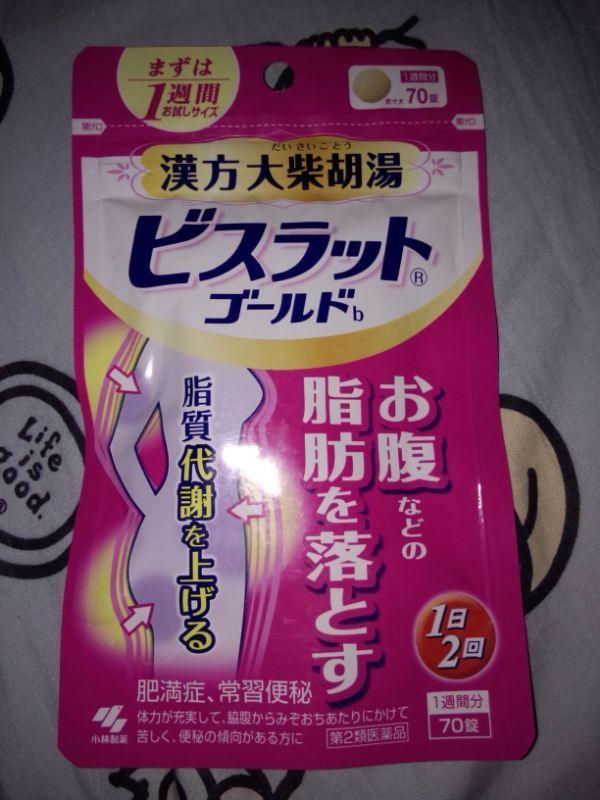 まずは
1週間
お試しサイズ
1週間分
原寸大 70錠
開け口
開け口
だいさいことう
漢方大柴胡湯
ビスラット®
ゴールドb
お腹などの
脂肪を落とす
脂質代謝を上げる
1日
2回
肥満症、常習便秘
体力が充実して、脇腹からみぞおちあたりにかけて
苦しく、便秘の傾向がある方に
第2類医薬品
1週間分
70錠
小林製薬
Life
is
good.
®